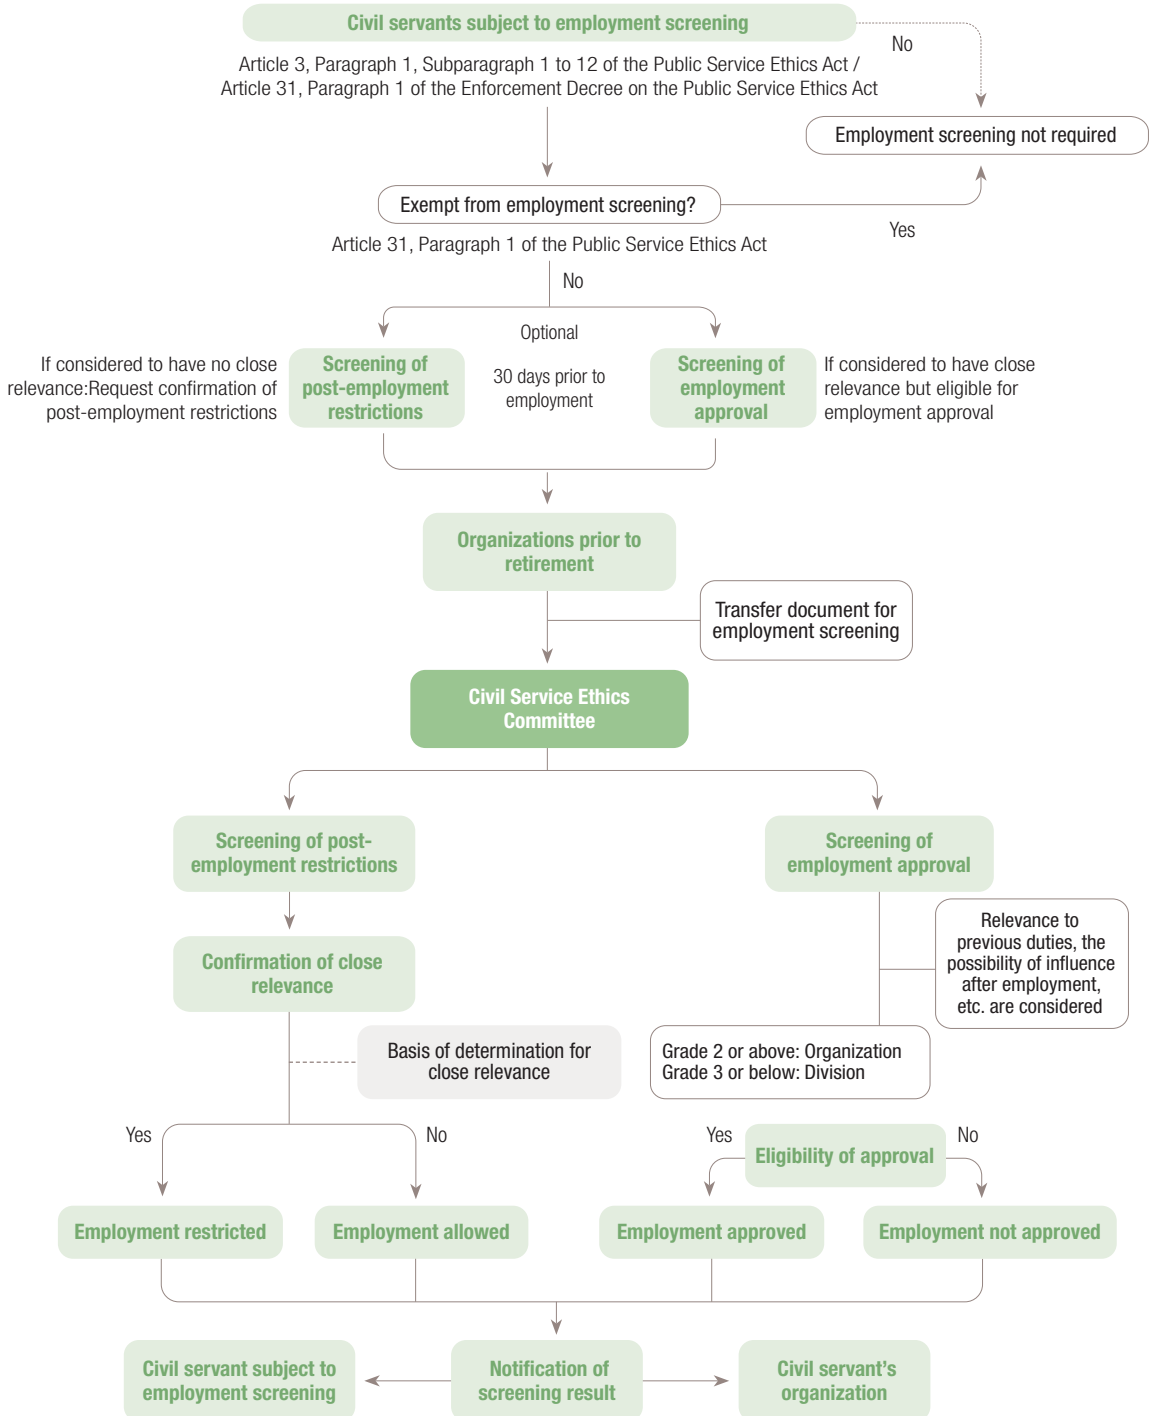 Civil servants subject to employment screening
No
Article 3, Paragraph 1, Subparagraph 1 to 12 of the Public Service Ethics Act /
Article 31, Paragraph 1 of the Enforcement Decree on the Public Service Ethics Act
Employment screening not required
Exempt from employment screening?
Yes
Article 31, Paragraph 1 of the Public Service Ethics Act
No
If considered to have no close
relevance:Request confirmation of
post-employment restrictions
Screening of
post-employment
restrictions
Optional
30 days prior to
employment
Screening of
employment
approval
If considered to have close
relevance but eligible for
employment approval
Organizations prior to
retirement
Transfer document for
employment screening
Civil Service Ethics
Committee
Screening of post-
employment restrictions
Screening of
employment approval
Confirmation of close
relevance
Relevance to
previous duties, the
possibility of influence
after employment,
etc. are considered
Basis of determination for
close relevance
Grade 2 or above: Organization
Grade 3 or below: Division
Yes
No
Yes
Eligibility of approval
No
Employment restricted
Employment allowed
Employment approved
Employment not approved
Civil servant subject to
employment screening
Notification of
screening result
Civil servant's
organization